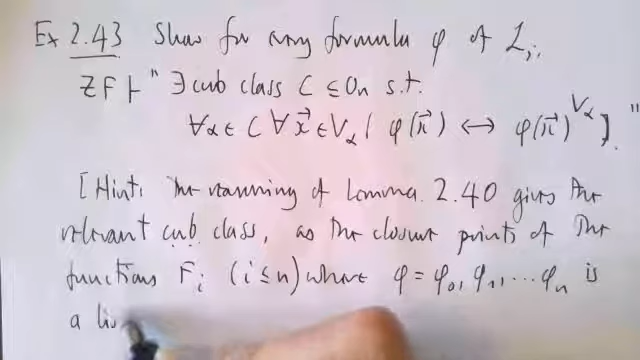 Ex 2.43 Show for any formula φ of L_∈̇.
ZF ⊢ " ∃ cub class C ⊆ On s.t.
∀α ∈ C ∀x⃗ ∈ V_α [ φ(x⃗) ↔ φ(x⃗)^{V_α} ] . "
[Hint: The reasoning of Lemma 2.40 gives the
relevant cub class, as the closure points of the
functions F_i (i ≤ n) where φ = φ_0, φ_1, ... φ_n is
a lis